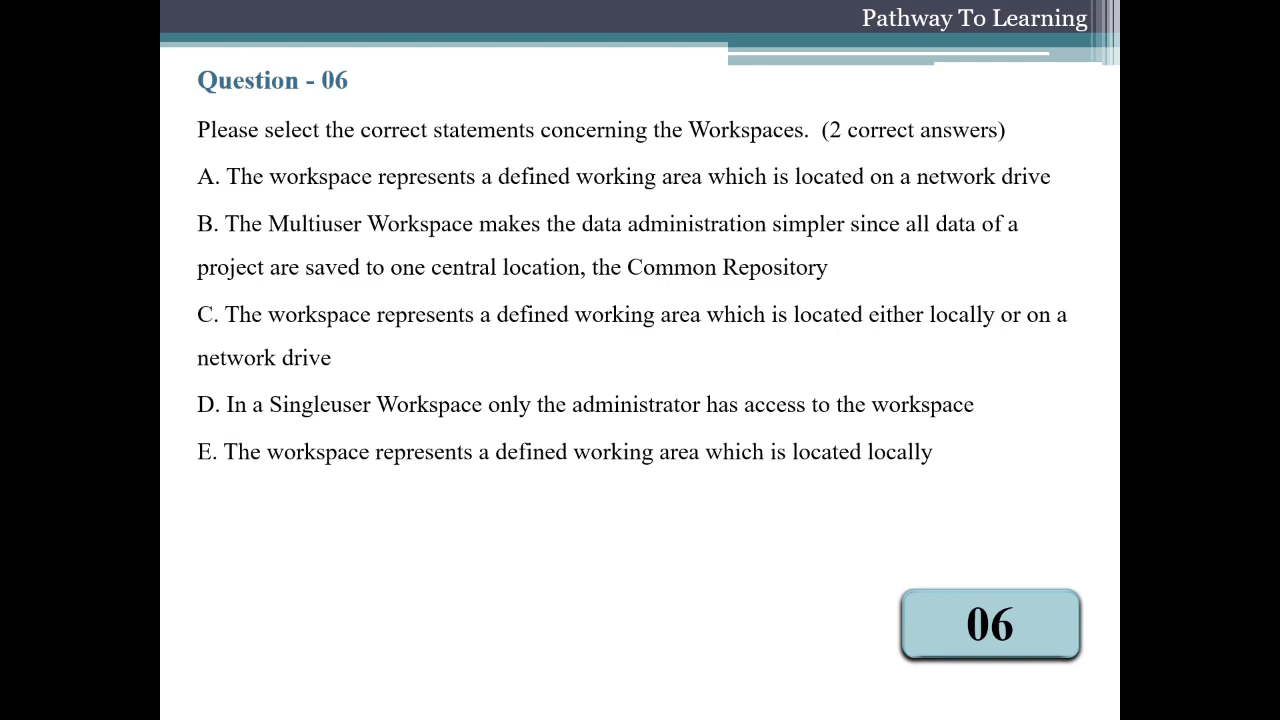 Pathway To Learning
Question - 06
Please select the correct statements concerning the Workspaces.  (2 correct answers)
A. The workspace represents a defined working area which is located on a network drive
B. The Multiuser Workspace makes the data administration simpler since all data of a
project are saved to one central location, the Common Repository
C. The workspace represents a defined working area which is located either locally or on a
network drive
D. In a Singleuser Workspace only the administrator has access to the workspace
E. The workspace represents a defined working area which is located locally
06